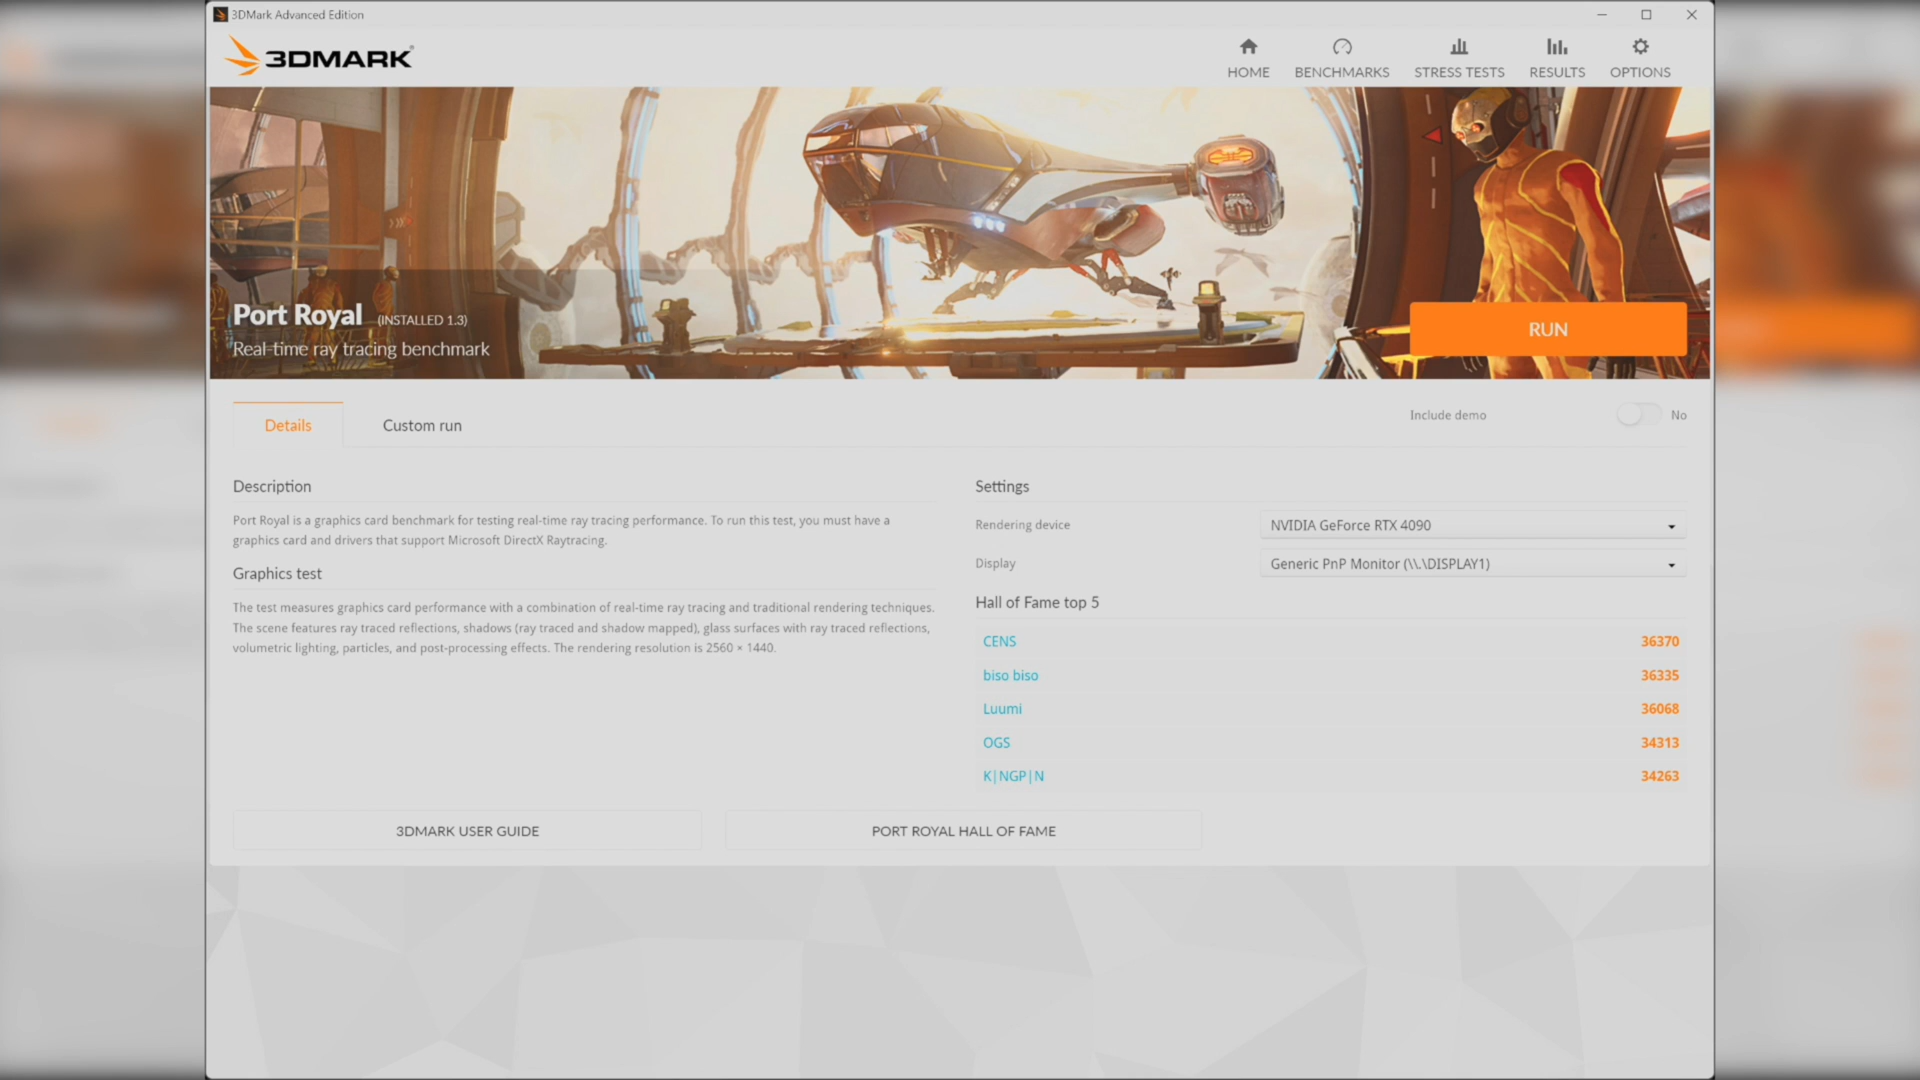 3DMark Advanced Edition
3DMARK
HOME
BENCHMARKS
STRESS TESTS
RESULTS
OPTIONS
Port Royal (INSTALLED 1.3)
Real-time ray tracing benchmark
RUN
Details
Custom run
Include demo
No
Description
Port Royal is a graphics card benchmark for testing real-time ray tracing performance. To run this test, you must have a
graphics card and drivers that support Microsoft DirectX Raytracing.
Graphics test
The test measures graphics card performance with a combination of real-time ray tracing and traditional rendering techniques.
The scene features ray traced reflections, shadows (ray traced and shadow mapped), glass surfaces with ray traced reflections,
volumetric lighting, particles, and post-processing effects. The rendering resolution is 2560 × 1440.
Settings
Rendering device NVIDIA GeForce RTX 4090
Display Generic PnP Monitor (\\.\DISPLAY1)
Hall of Fame top 5
CENS 36370
biso biso 36335
Luumi 36068
OGS 34313
K|NGP|N 34263
3DMARK USER GUIDE
PORT ROYAL HALL OF FAME